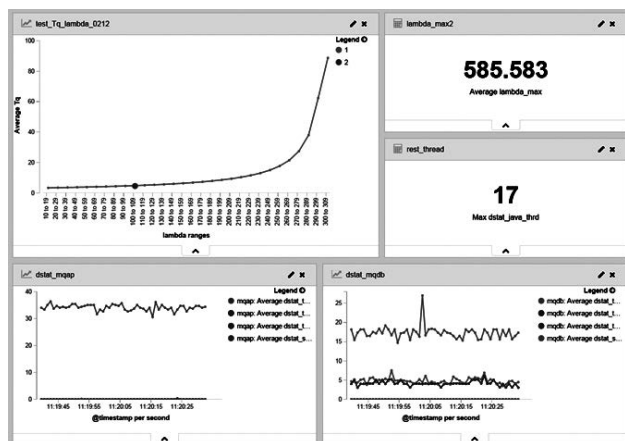 test_Tq_lambda_0212
Legend
1
2
Average Tq
100
80
60
40
20
0
10 to 19
20 to 29
30 to 39
40 to 49
50 to 59
60 to 69
70 to 79
80 to 89
90 to 99
100 to 109
110 to 119
120 to 129
130 to 139
140 to 149
150 to 159
160 to 169
170 to 179
180 to 189
190 to 199
200 to 209
210 to 219
220 to 229
230 to 239
240 to 249
250 to 259
260 to 269
270 to 279
280 to 289
290 to 299
300 to 309
lambda ranges
lambda_max2
585.583
Average lambda_max
rest_thread
17
Max dstat_java_thrd
dstat_mqap
Legend
mqap: Average dstat_t...
mqap: Average dstat_t...
mqap: Average dstat_t...
mqap: Average dstat_s...
40
30
20
10
0
11:19:45 11:19:55 11:20:05 11:20:15 11:20:25
@timestamp per second
dstat_mqdb
Legend
mqdb: Average dstat_t...
mqdb: Average dstat_t...
mqdb: Average dstat_t...
mqdb: Average dstat_s...
25
20
15
10
5
0
11:19:45 11:19:55 11:20:05 11:20:15 11:20:25
@timestamp per second